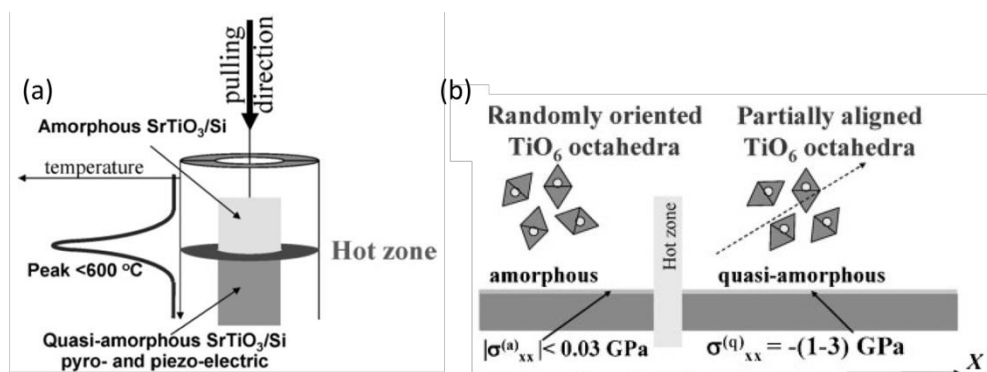 (a)
pulling
direction
Amorphous SrTiO₃/Si
temperature
Hot zone
Peak <600 °C
Quasi-amorphous SrTiO₃/Si
pyro- and piezo-electric
(b)
Randomly oriented
TiO₆ octahedra
Partially aligned
TiO₆ octahedra
Hot zone
amorphous
quasi-amorphous
|σ⁽ᵃ⁾ₓₓ|< 0.03 GPa
σ⁽q⁾ₓₓ = -(1-3) GPa
X